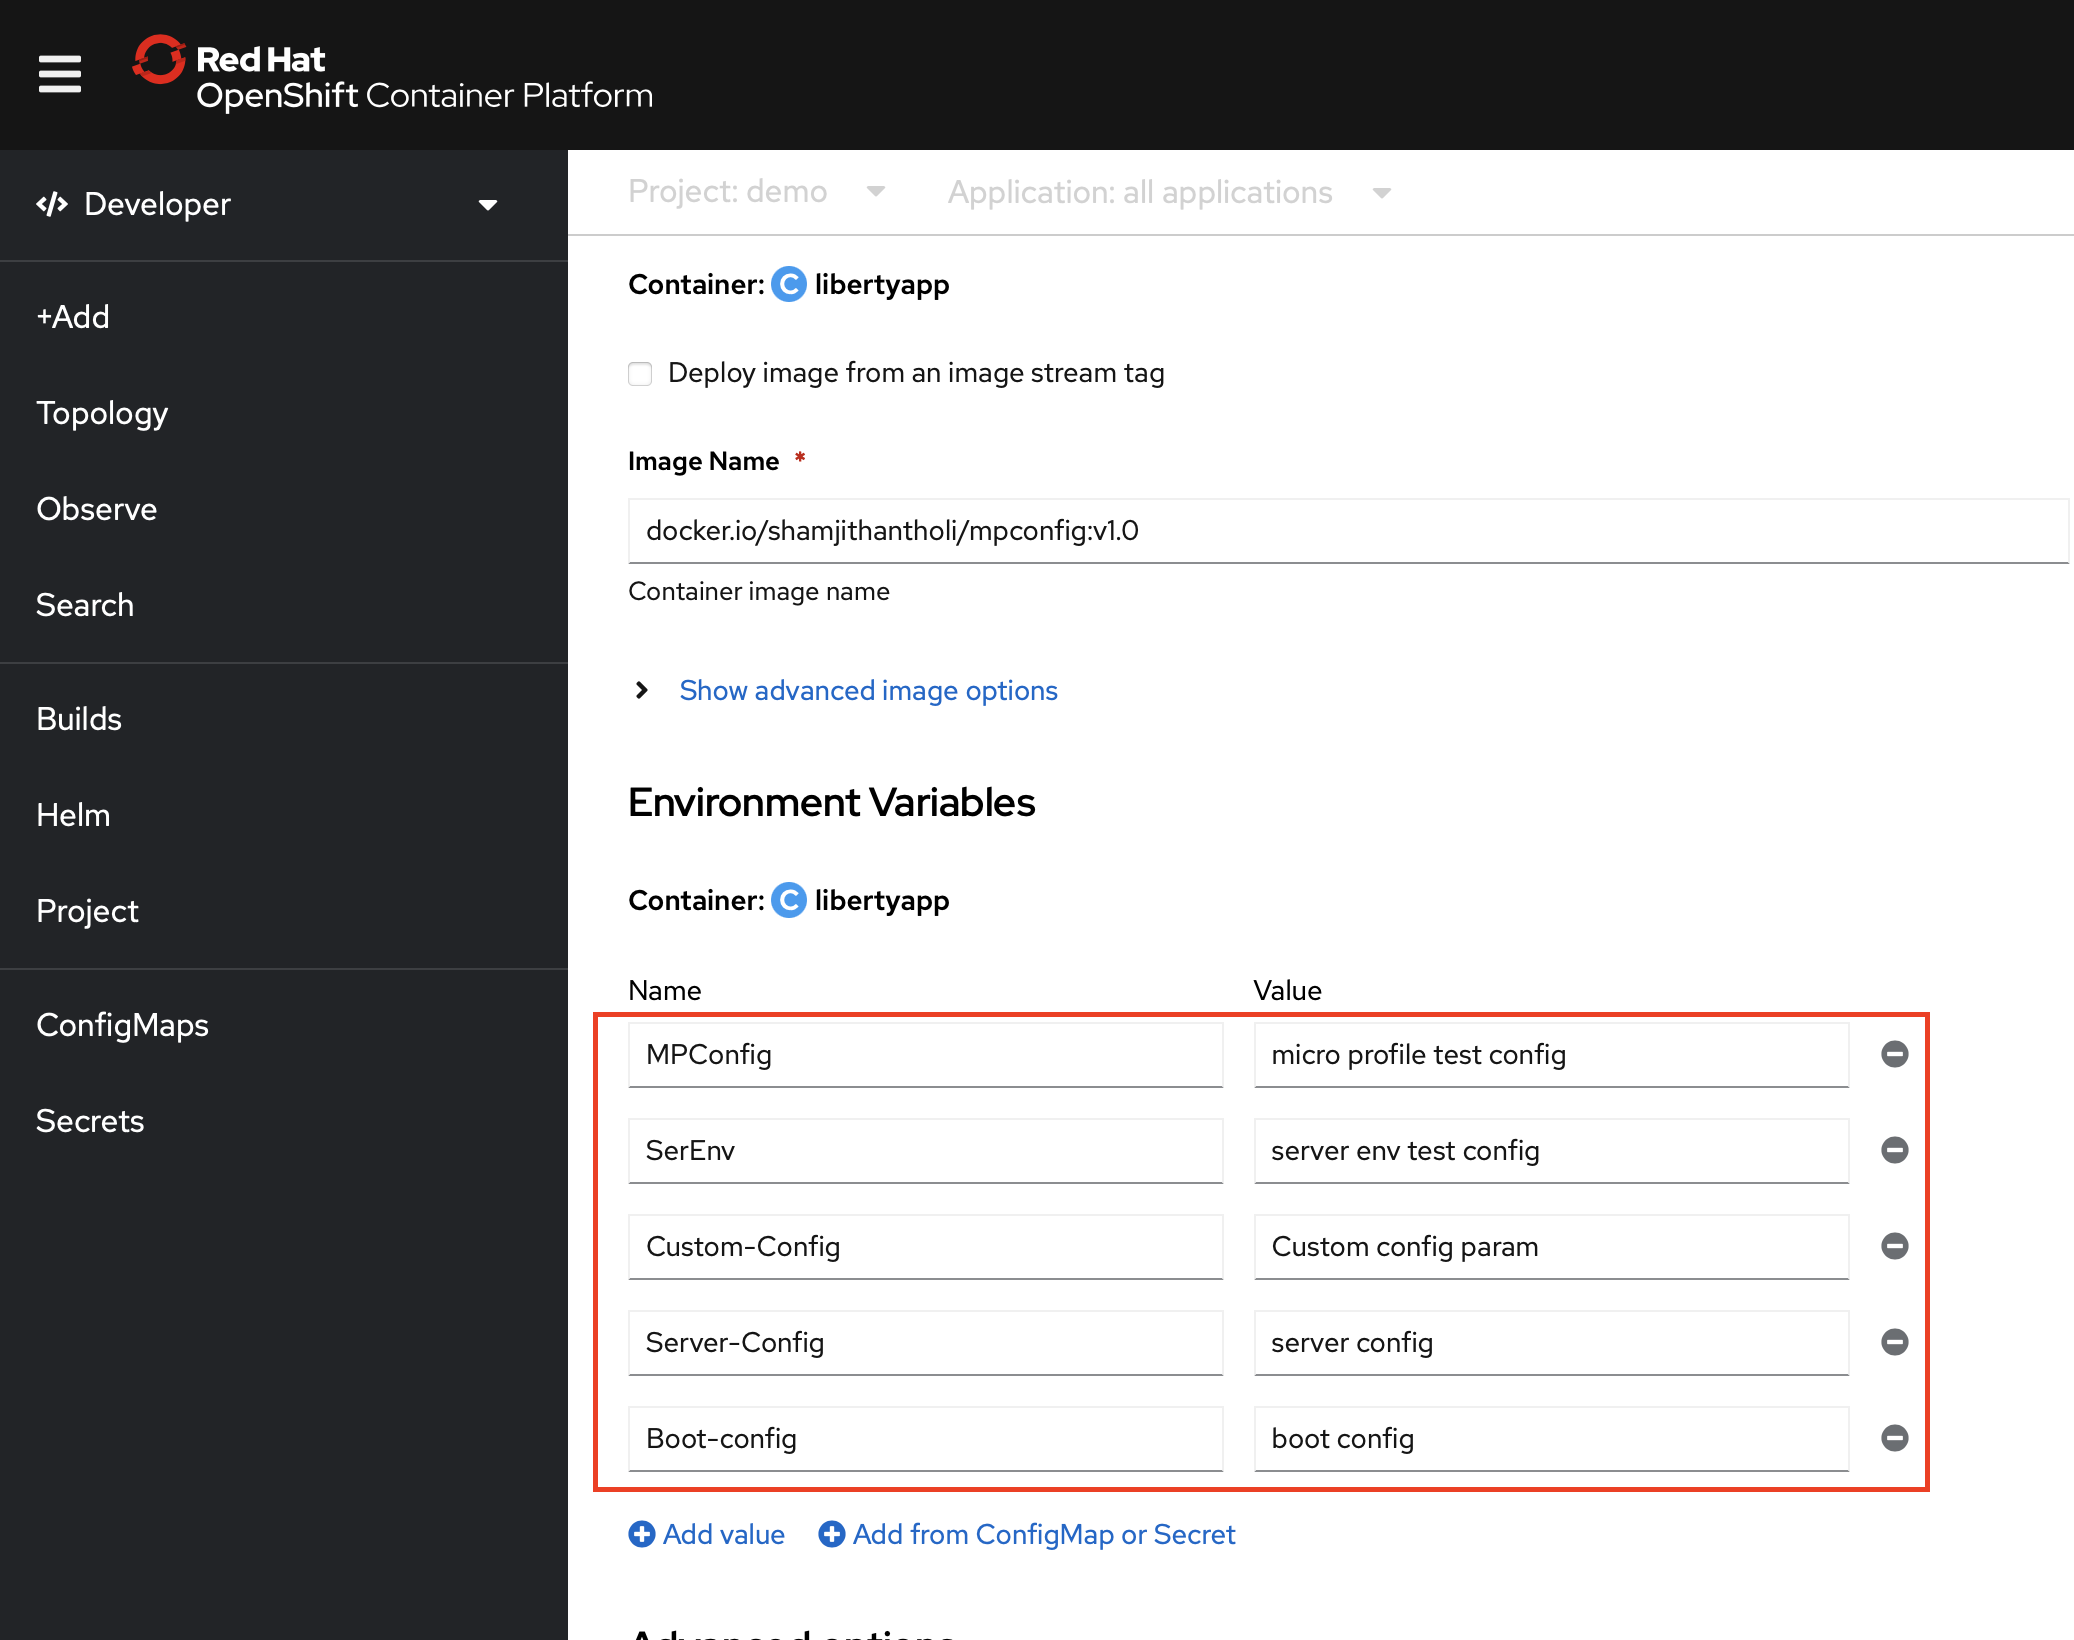 Red Hat
OpenShift Container Platform
Developer
Project: demo
Application: all applications
+Add
Topology
Observe
Search
Builds
Helm
Project
ConfigMaps
Secrets
Container: C libertyapp
Deploy image from an image stream tag
Image Name *
docker.io/shamjithantholi/mpconfig:v1.0
Container image name
Show advanced image options
Environment Variables
Container: C libertyapp
Name Value
MPConfig micro profile test config
SerEnv server env test config
Custom-Config Custom config param
Server-Config server config
Boot-config boot config
Add value Add from ConfigMap or Secret
Advanced options